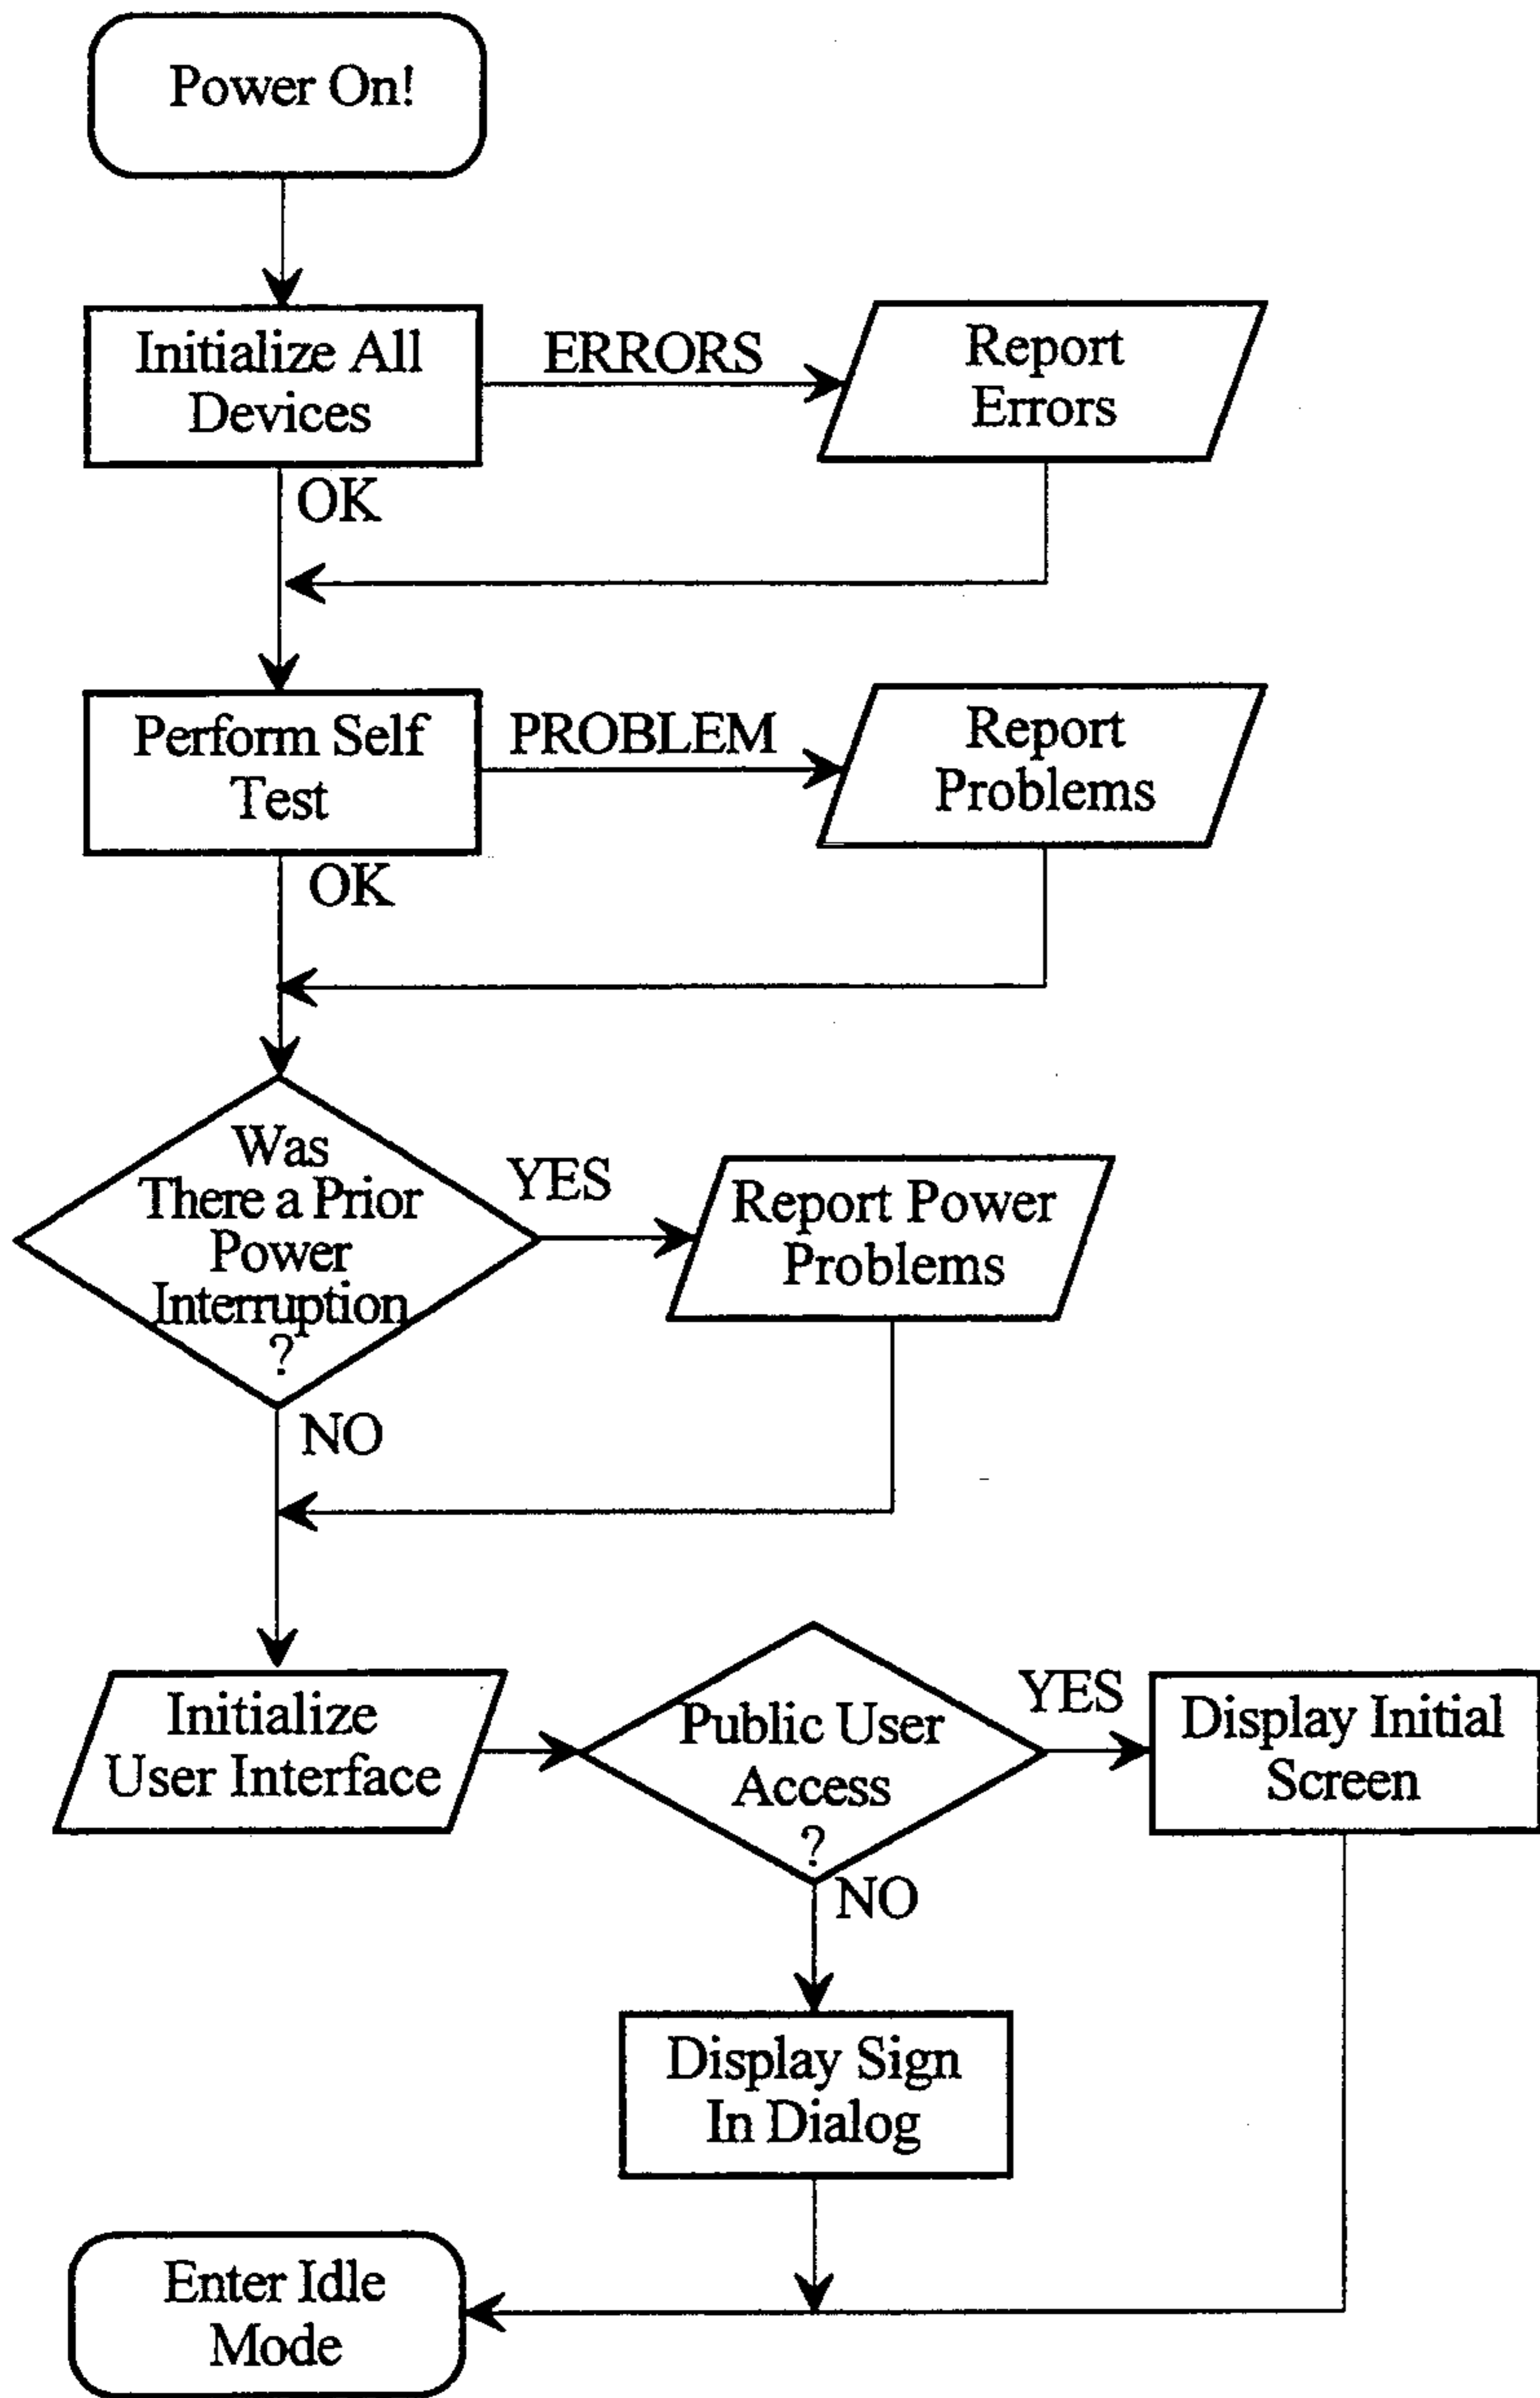 Power On!
Initialize All
Devices
ERRORS
Report
Errors
OK
Perform Self
Test
PROBLEM
Report
Problems
OK
Was
There a Prior
Power
Interruption
?
YES
Report Power
Problems
NO
Initialize
User Interface
Public User
Access
?
YES
Display Initial
Screen
NO
Display Sign
In Dialog
Enter Idle
Mode